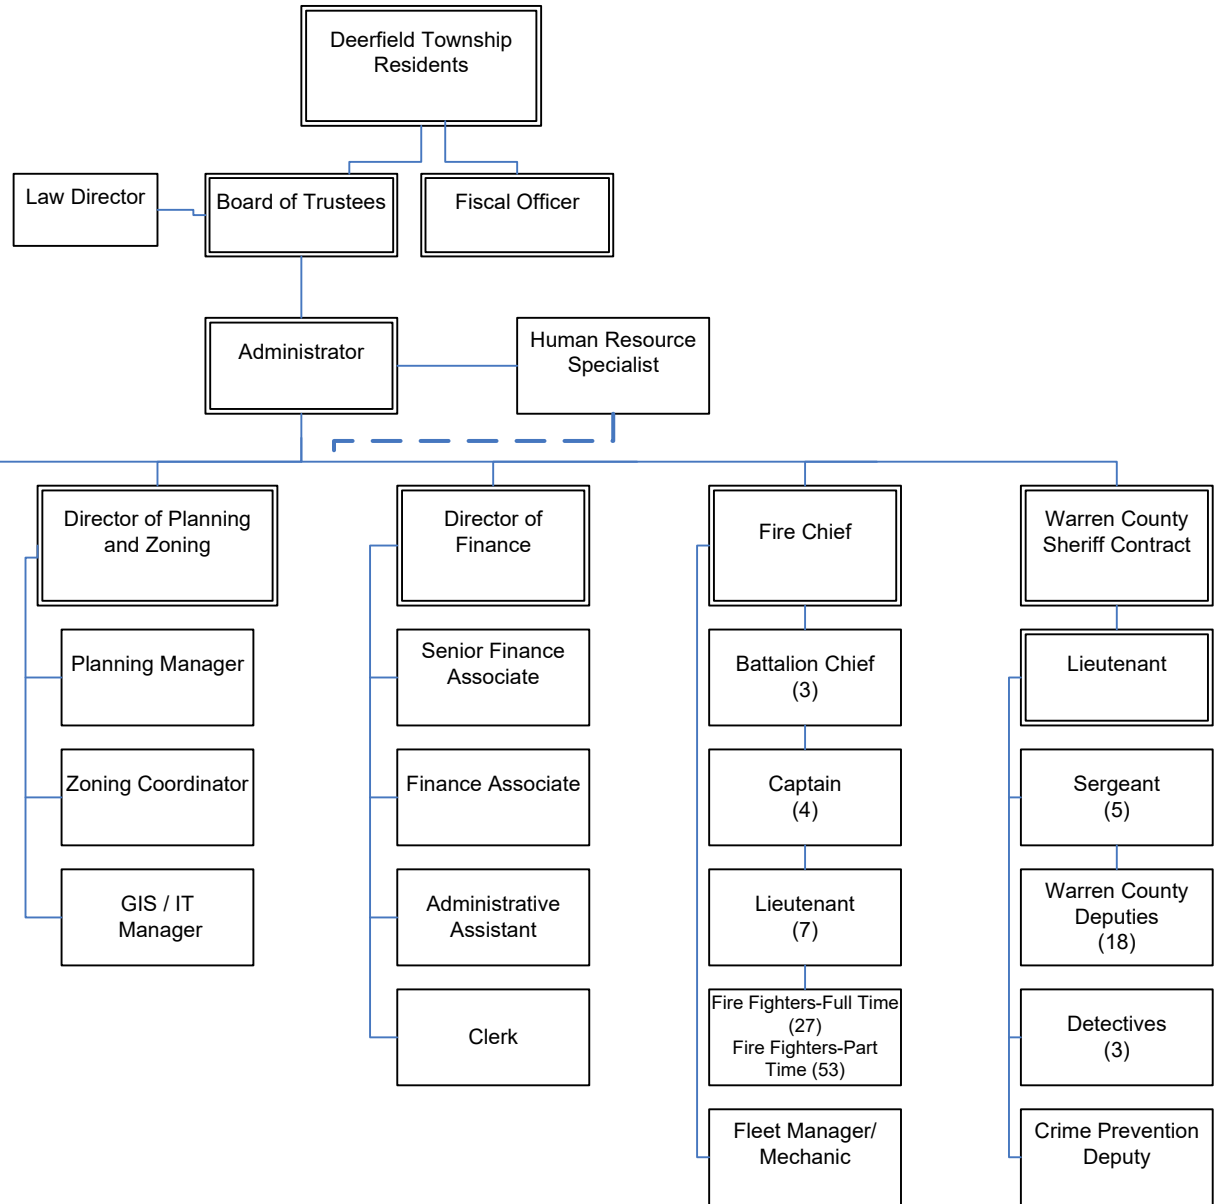 Deerfield Township
Residents
Law Director
Board of Trustees
Fiscal Officer
Administrator
Human Resource
Specialist
Director of Planning
and Zoning
Planning Manager
Zoning Coordinator
GIS / IT
Manager
Director of
Finance
Senior Finance
Associate
Finance Associate
Administrative
Assistant
Clerk
Fire Chief
Battalion Chief
(3)
Captain
(4)
Lieutenant
(7)
Fire Fighters-Full Time
(27)
Fire Fighters-Part
Time (53)
Fleet Manager/
Mechanic
Warren County
Sheriff Contract
Lieutenant
Sergeant
(5)
Warren County
Deputies
(18)
Detectives
(3)
Crime Prevention
Deputy